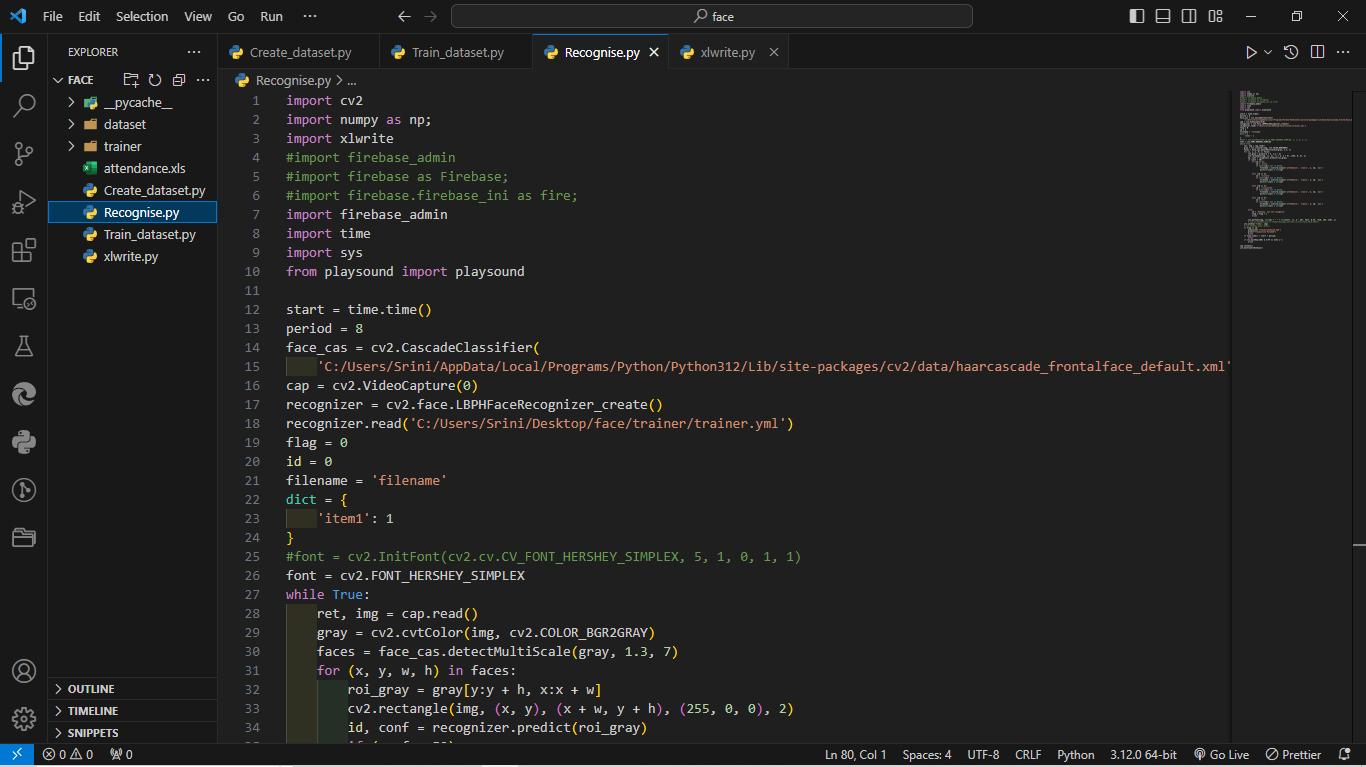 File Edit Selection View Go Run ··· face
EXPLORER ···
FACE ···
__pycache__
dataset
trainer
attendance.xls
Create_dataset.py
Recognise.py
Train_dataset.py
xlwrite.py
OUTLINE
TIMELINE
SNIPPETS
Create_dataset.py Train_dataset.py Recognise.py xlwrite.py ···
Recognise.py > ...
1 import cv2
2 import numpy as np;
3 import xlwrite
4 #import firebase_admin
5 #import firebase as Firebase;
6 #import firebase.firebase_ini as fire;
7 import firebase_admin
8 import time
9 import sys
10 from playsound import playsound
11
12 start = time.time()
13 period = 8
14 face_cas = cv2.CascadeClassifier(
15     'C:/Users/Srini/AppData/Local/Programs/Python/Python312/Lib/site-packages/cv2/data/haarcascade_frontalface_default.xml'
16 cap = cv2.VideoCapture(0)
17 recognizer = cv2.face.LBPHFaceRecognizer_create()
18 recognizer.read('C:/Users/Srini/Desktop/face/trainer/trainer.yml')
19 flag = 0
20 id = 0
21 filename = 'filename'
22 dict = {
23     'item1': 1
24 }
25 #font = cv2.InitFont(cv2.cv.CV_FONT_HERSHEY_SIMPLEX, 5, 1, 0, 1, 1)
26 font = cv2.FONT_HERSHEY_SIMPLEX
27 while True:
28     ret, img = cap.read()
29     gray = cv2.cvtColor(img, cv2.COLOR_BGR2GRAY)
30     faces = face_cas.detectMultiScale(gray, 1.3, 7)
31     for (x, y, w, h) in faces:
32         roi_gray = gray[y:y + h, x:x + w]
33         cv2.rectangle(img, (x, y), (x + w, y + h), (255, 0, 0), 2)
34         id, conf = recognizer.predict(roi_gray)
0 0 0 Ln 80, Col 1 Spaces: 4 UTF-8 CRLF Python 3.12.0 64-bit Go Live Prettier